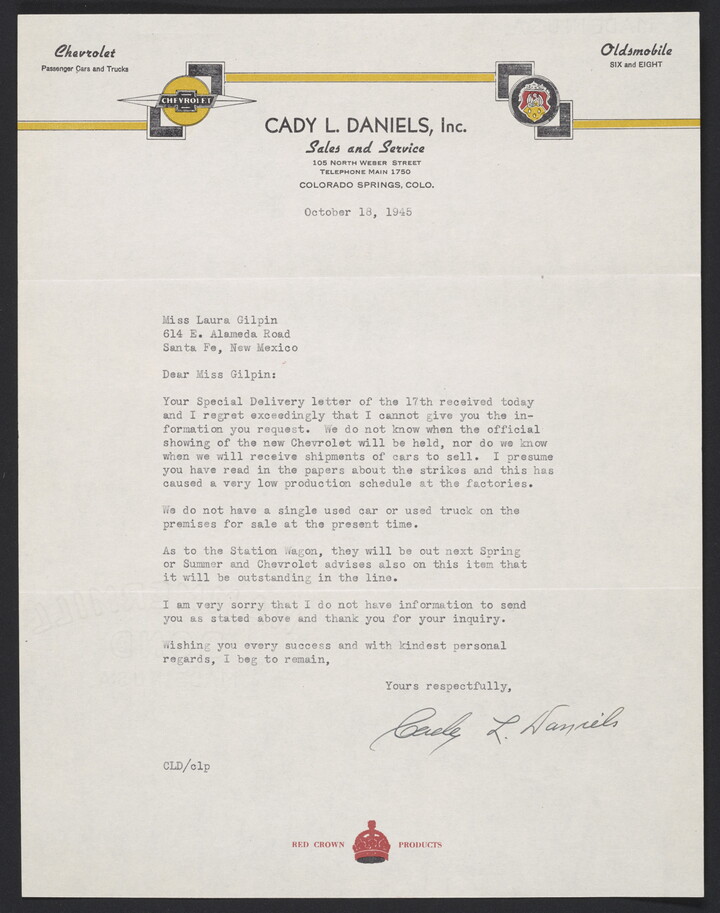 Chevrolet
Passenger Cars and Trucks
Oldsmobile
SIX and EIGHT
CHEVROLET
CADY L. DANIELS, Inc.
Sales and Service
105 NORTH WEBER STREET
TELEPHONE MAIN 1750
COLORADO SPRINGS, COLO.
October 18, 1945
Miss Laura Gilpin
614 E. Alameda Road
Santa Fe, New Mexico
Dear Miss Gilpin:
Your Special Delivery letter of the 17th received today
and I regret exceedingly that I cannot give you the in-
formation you request.  We do not know when the official
showing of the new Chevrolet will be held, nor do we know
when we will receive shipments of cars to sell.  I presume
you have read in the papers about the strikes and this has
caused a very low production schedule at the factories.
We do not have a single used car or used truck on the
premises for sale at the present time.
As to the Station Wagon, they will be out next Spring
or Summer and Chevrolet advises also on this item that
it will be outstanding in the line.
I am very sorry that I do not have information to send
you as stated above and thank you for your inquiry.
Wishing you every success and with kindest personal
regards, I beg to remain,
Yours respectfully,
Cady L. Daniels
CLD/clp
RED CROWN PRODUCTS